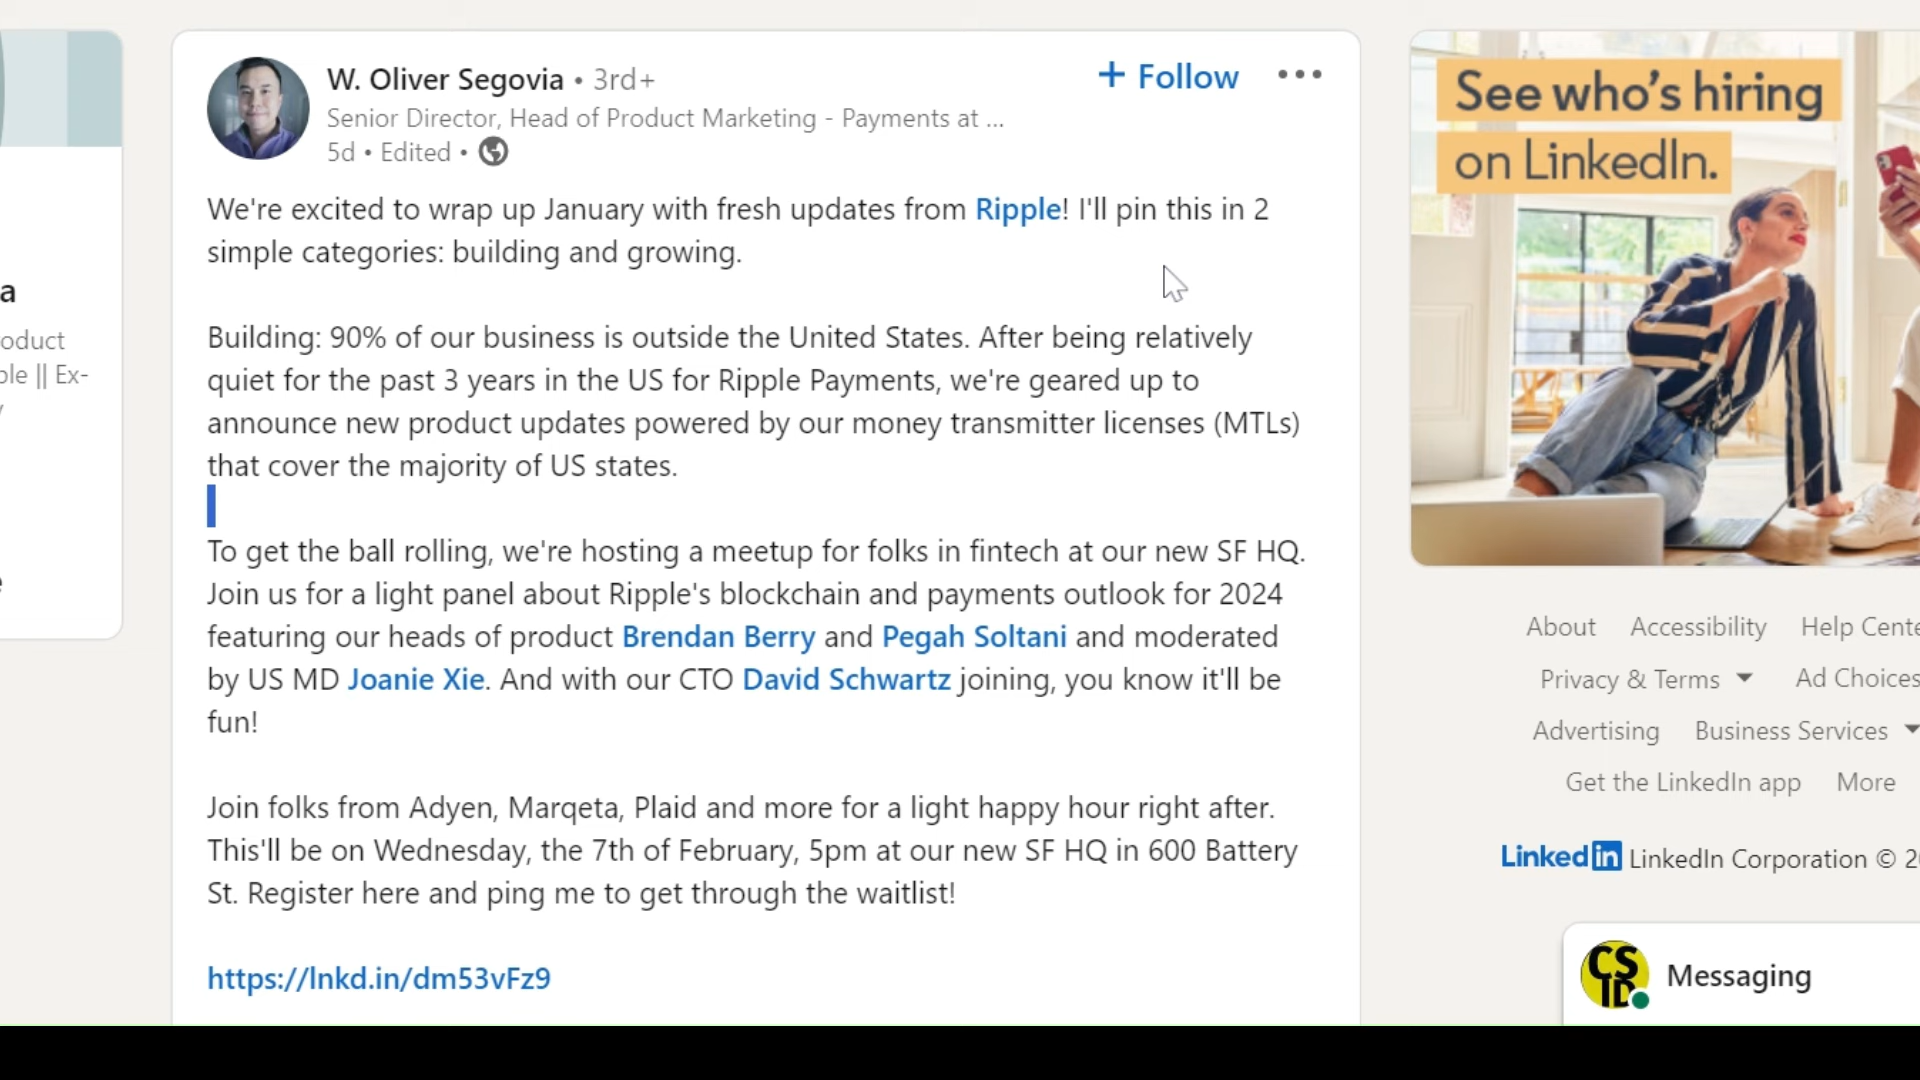 W. Oliver Segovia • 3rd+
+ Follow
Senior Director, Head of Product Marketing - Payments at ...
5d • Edited •
We're excited to wrap up January with fresh updates from Ripple! I'll pin this in 2
simple categories: building and growing.
Building: 90% of our business is outside the United States. After being relatively
quiet for the past 3 years in the US for Ripple Payments, we're geared up to
announce new product updates powered by our money transmitter licenses (MTLs)
that cover the majority of US states.
To get the ball rolling, we're hosting a meetup for folks in fintech at our new SF HQ.
Join us for a light panel about Ripple's blockchain and payments outlook for 2024
featuring our heads of product Brendan Berry and Pegah Soltani and moderated
by US MD Joanie Xie. And with our CTO David Schwartz joining, you know it'll be
fun!
Join folks from Adyen, Marqeta, Plaid and more for a light happy hour right after.
This'll be on Wednesday, the 7th of February, 5pm at our new SF HQ in 600 Battery
St. Register here and ping me to get through the waitlist!
https://lnkd.in/dm53vFz9
a
oduct
|| Ex-
See who's hiring
on LinkedIn.
About Accessibility Help
Privacy & Terms Ad Choices
Advertising Business Services
Get the LinkedIn app More
LinkedIn LinkedIn Corporation ©
CS
ID
Messaging